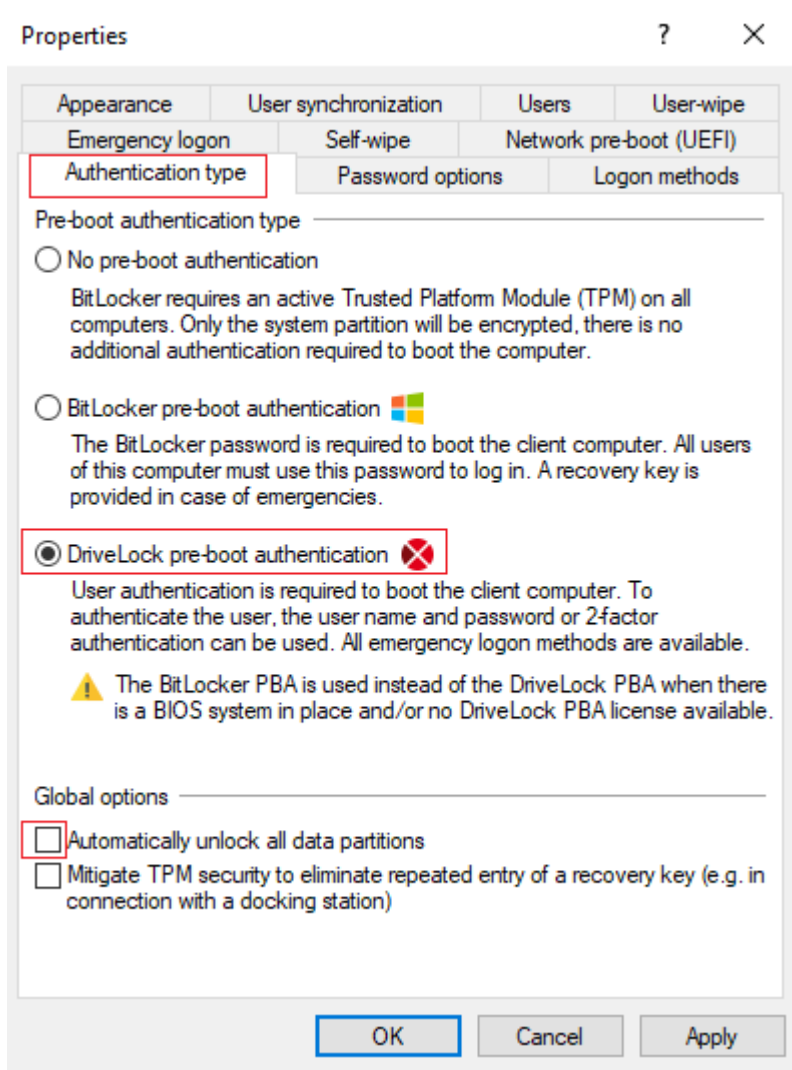 Properties
?
Appearance
User synchronization
Users
User-wipe
Emergency logon
Self-wipe
Network pre-boot (UEFI)
Authentication type
Password options
Logon methods
Pre-boot authentication type
No pre-boot authentication
BitLocker requires an active Trusted Platform Module (TPM) on all
computers. Only the system partition will be encrypted, there is no
additional authentication required to boot the computer.
BitLocker pre-boot authentication
The BitLocker password is required to boot the client computer. All users
of this computer must use this password to log in. A recovery key is
provided in case of emergencies.
DriveLock pre-boot authentication
User authentication is required to boot the client computer. To
authenticate the user, the user name and password or 2-factor
authentication can be used. All emergency logon methods are available.
The BitLocker PBA is used instead of the DriveLock PBA when there
is a BIOS system in place and/or no DriveLock PBA license available.
Global options
Automatically unlock all data partitions
Mitigate TPM security to eliminate repeated entry of a recovery key (e.g. in
connection with a docking station)
OK
Cancel
Apply